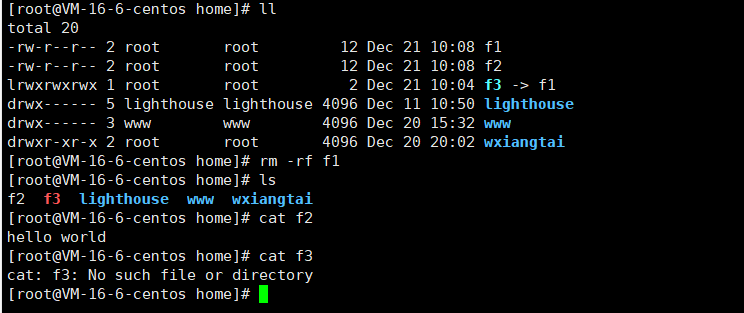 [root@VM-16-6-centos home]# ll
total 20
-rw-r--r-- 2 root       root         12 Dec 21 10:08 f1
-rw-r--r-- 2 root       root         12 Dec 21 10:08 f2
lrwxrwxrwx 1 root       root          2 Dec 21 10:04 f3 -> f1
drwx------ 5 lighthouse lighthouse 4096 Dec 11 10:50 lighthouse
drwx------ 3 www        www        4096 Dec 20 15:32 www
drwxr-xr-x 2 root       root       4096 Dec 20 20:02 wxiangtai
[root@VM-16-6-centos home]# rm -rf f1
[root@VM-16-6-centos home]# ls
f2  f3  lighthouse  www  wxiangtai
[root@VM-16-6-centos home]# cat f2
hello world
[root@VM-16-6-centos home]# cat f3
cat: f3: No such file or directory
[root@VM-16-6-centos home]#